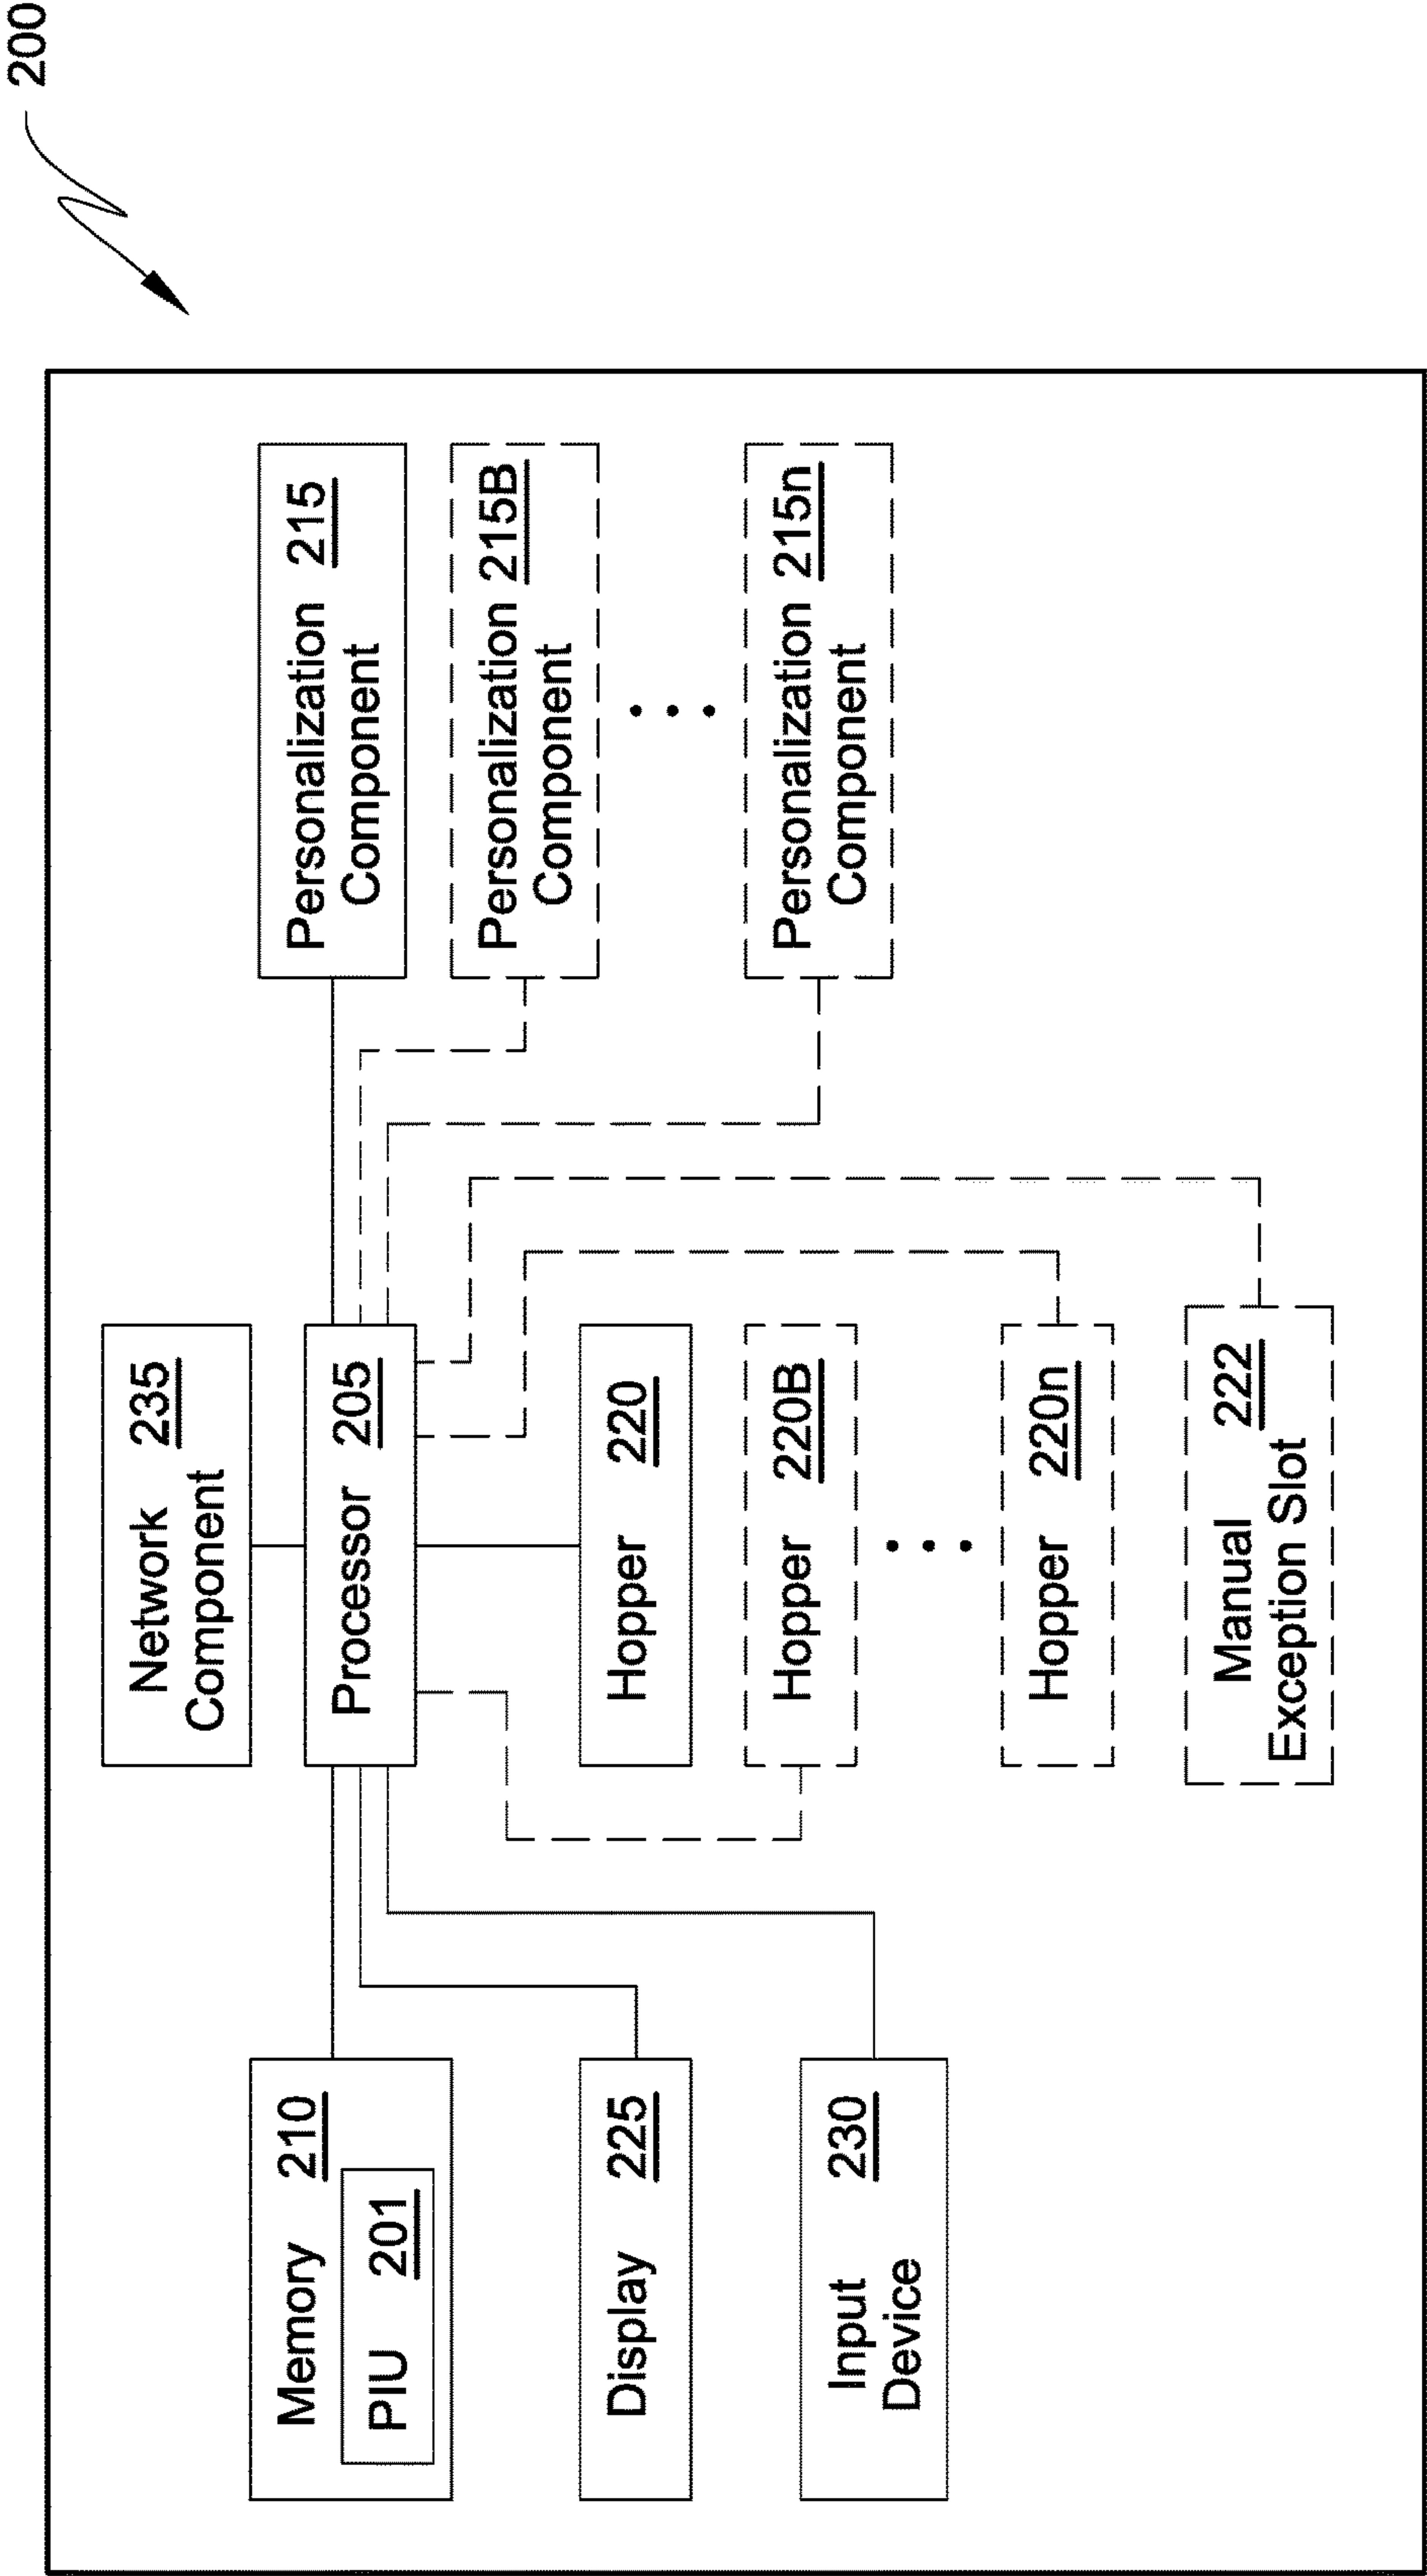 200
Network 235
Component
Memory 210
PIU 201
Processor 205
Personalization 215
Component
Display 225
Hopper 220
Personalization 215B
Component
Input 230
Device
Hopper 220B
Personalization 215n
Component
Hopper 220n
Manual 222
Exception Slot